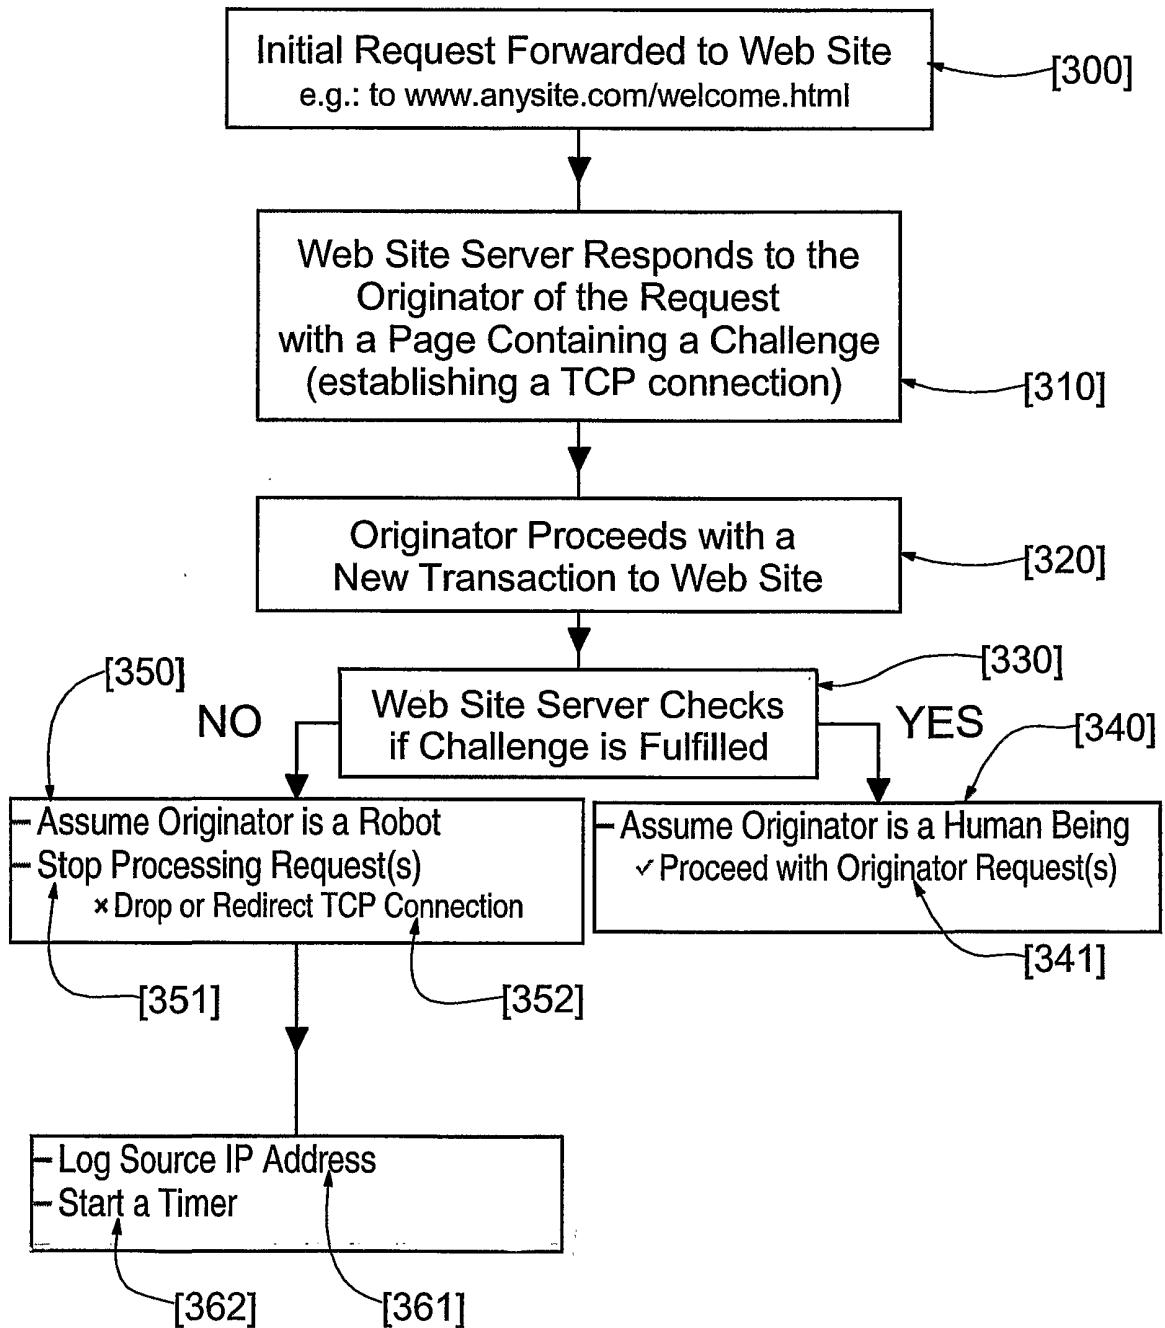 Initial Request Forwarded to Web Site
e.g.: to www.anysite.com/welcome.html
[300]
Web Site Server Responds to the
Originator of the Request
with a Page Containing a Challenge
(establishing a TCP connection)
[310]
Originator Proceeds with a
New Transaction to Web Site
[320]
[350]
[330]
NO
Web Site Server Checks
if Challenge is Fulfilled
YES
[340]
– Assume Originator is a Robot
– Stop Processing Request(s)
× Drop or Redirect TCP Connection
– Assume Originator is a Human Being
✓ Proceed with Originator Request(s)
[341]
[351]
[352]
– Log Source IP Address
– Start a Timer
[362]
[361]